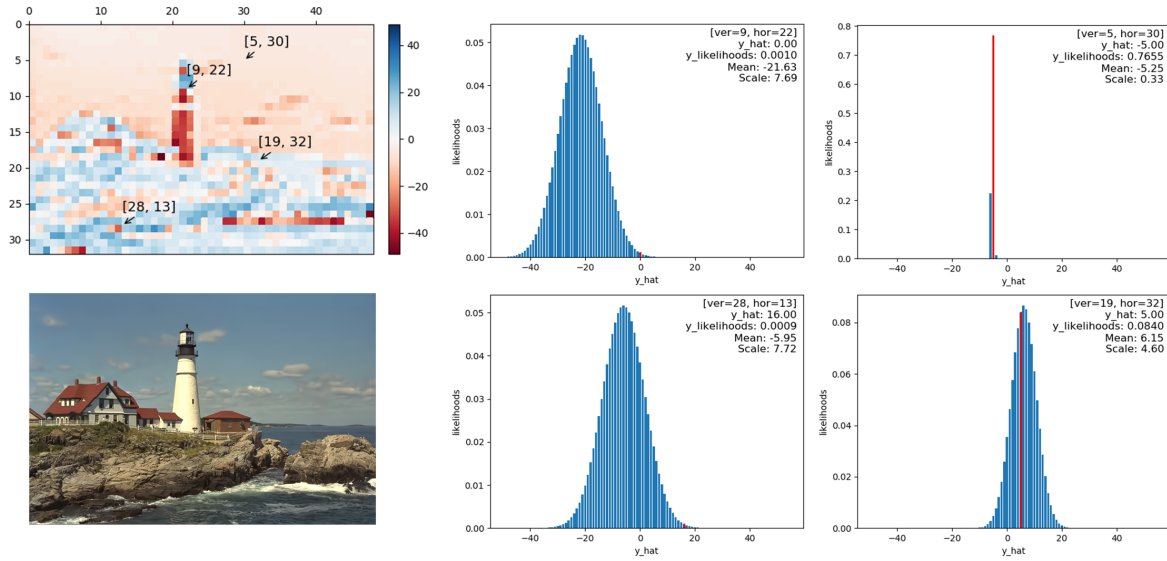 0 20 40
0
5
10
15
20
25
30
[5, 30]
[9, 22]
[19, 32]
[28, 13]
40
20
0
−20
−40
0.05
0.04
0.03
0.02
0.01
0.00
likelihoods
−40 −20 0 20 40
y_hat
[ver=9, hor=22]
y_hat: 0.00
y_likelihoods: 0.0010
Mean: -21.63
Scale: 7.69
0.8
0.7
0.6
0.5
0.4
0.3
0.2
0.1
0.0
likelihoods
−40 −20 0 20 40
y_hat
[ver=5, hor=30]
y_hat: -5.00
y_likelihoods: 0.7655
Mean: -5.25
Scale: 0.33
0.05
0.04
0.03
0.02
0.01
0.00
likelihoods
−40 −20 0 20 40
y_hat
[ver=28, hor=13]
y_hat: 16.00
y_likelihoods: 0.0009
Mean: -5.95
Scale: 7.72
0.08
0.06
0.04
0.02
0.00
likelihoods
−40 −20 0 20 40
y_hat
[ver=19, hor=32]
y_hat: 5.00
y_likelihoods: 0.0840
Mean: 6.15
Scale: 4.60